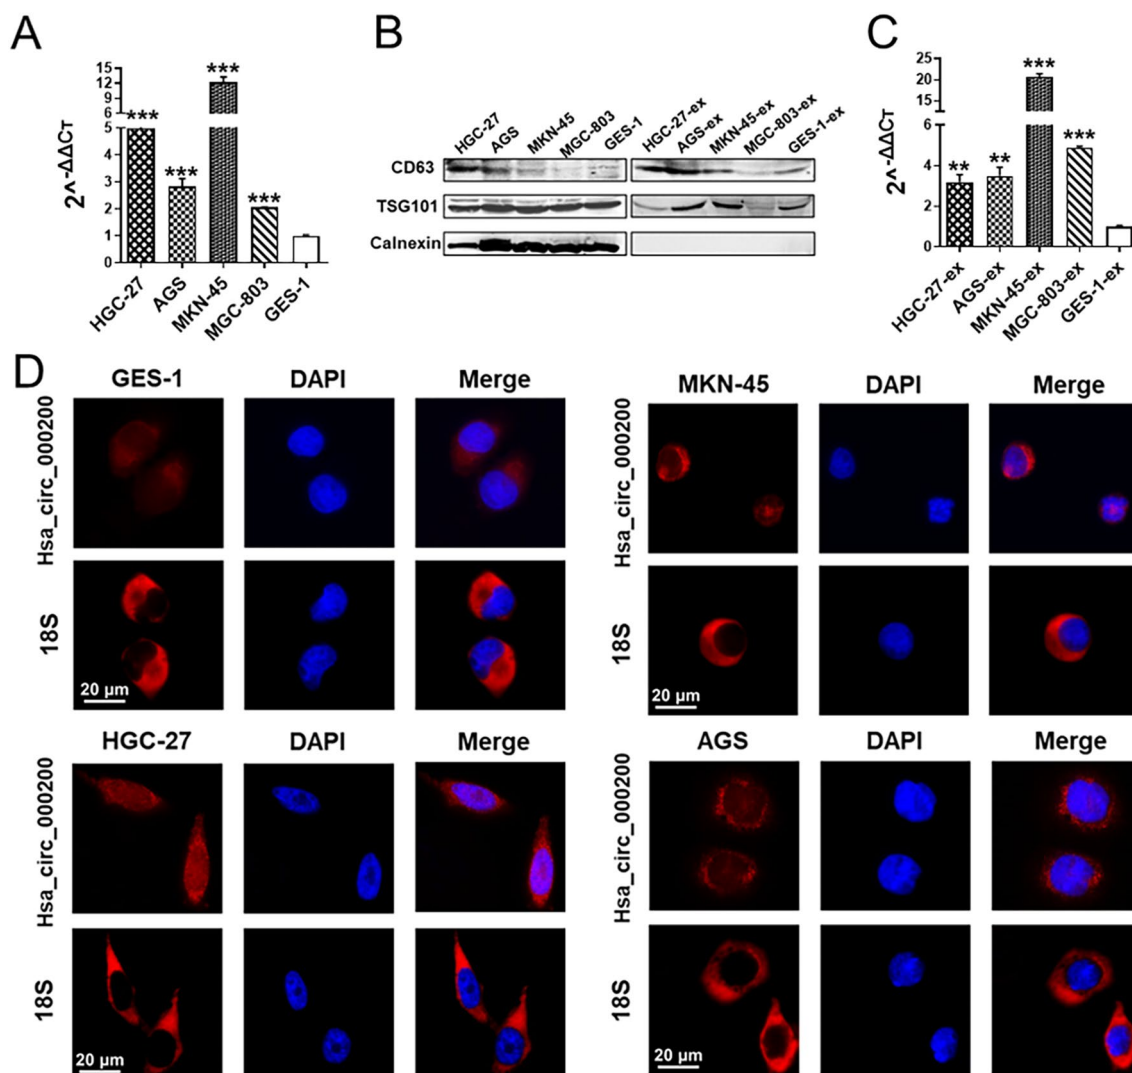 A
2^-ΔΔCT
15
12
9
6
5
4
3
2
1
0
***
***
***
***
HGC-27
AGS
MKN-45
MGC-803
GES-1
B
HGC-27
AGS
MKN-45
MGC-803
GES-1
HGC-27-ex
AGS-ex
MKN-45-ex
MGC-803-ex
GES-1-ex
CD63
TSG101
Calnexin
C
2^-ΔΔCT
25
20
15
10
6
4
2
0
**
**
***
***
HGC-27-ex
AGS-ex
MKN-45-ex
MGC-803-ex
GES-1-ex
D
GES-1 DAPI Merge
Hsa_circ_000200
18S
20 µm
MKN-45 DAPI Merge
Hsa_circ_000200
18S
20 µm
HGC-27 DAPI Merge
Hsa_circ_000200
18S
20 µm
AGS DAPI Merge
Hsa_circ_000200
18S
20 µm